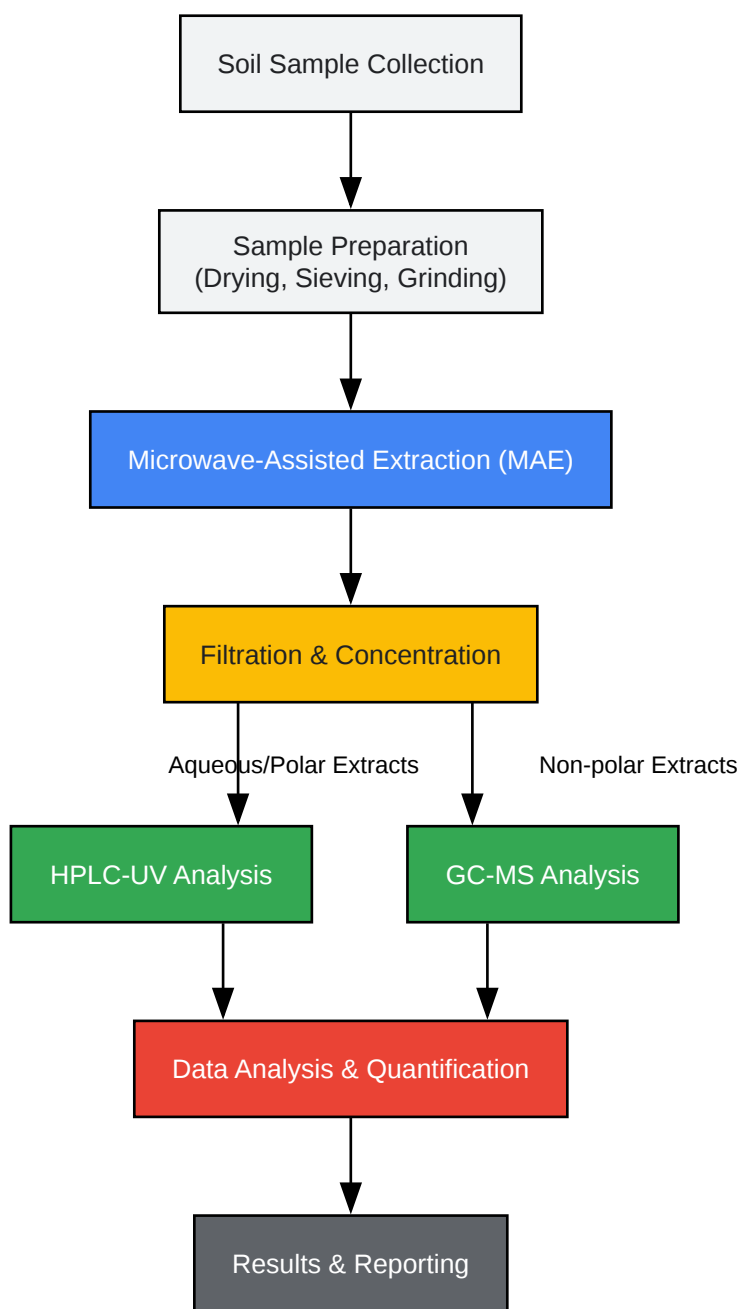 Soil Sample Collection
Sample Preparation
(Drying, Sieving, Grinding)
Microwave-Assisted Extraction (MAE)
Filtration & Concentration
Aqueous/Polar Extracts
Non-polar Extracts
HPLC-UV Analysis
GC-MS Analysis
Data Analysis & Quantification
Results & Reporting